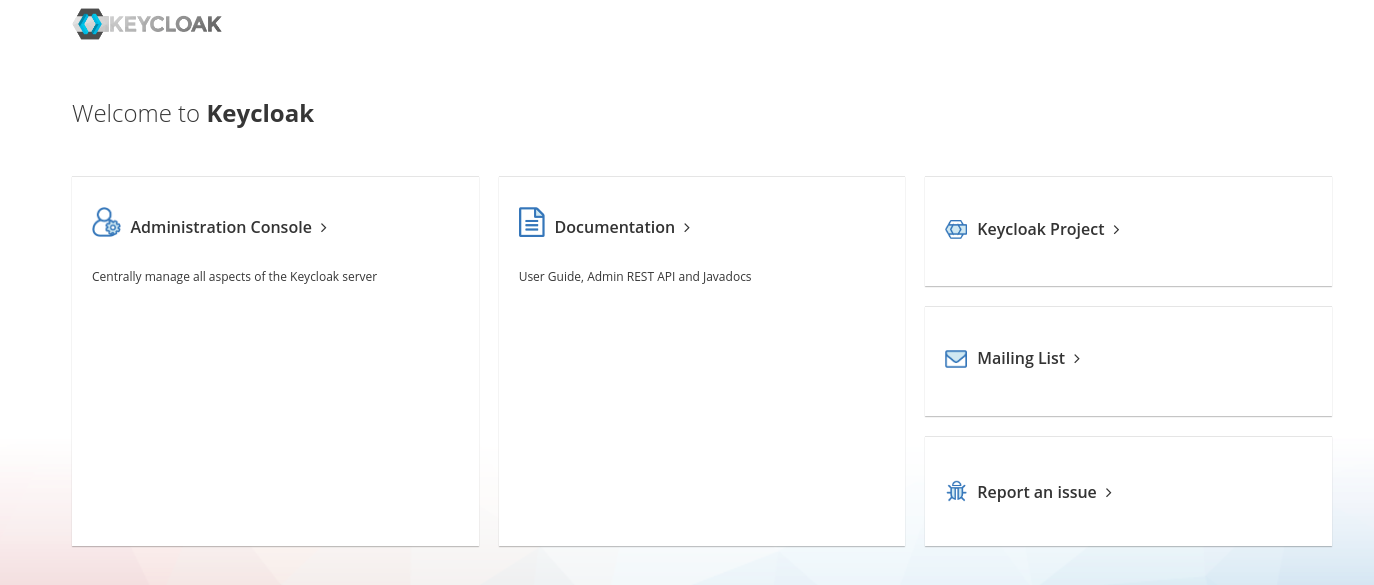 KEYCLOAK
Welcome to Keycloak
Administration Console
Centrally manage all aspects of the Keycloak server
Documentation
User Guide, Admin REST API and Javadocs
Keycloak Project
Mailing List
Report an issue